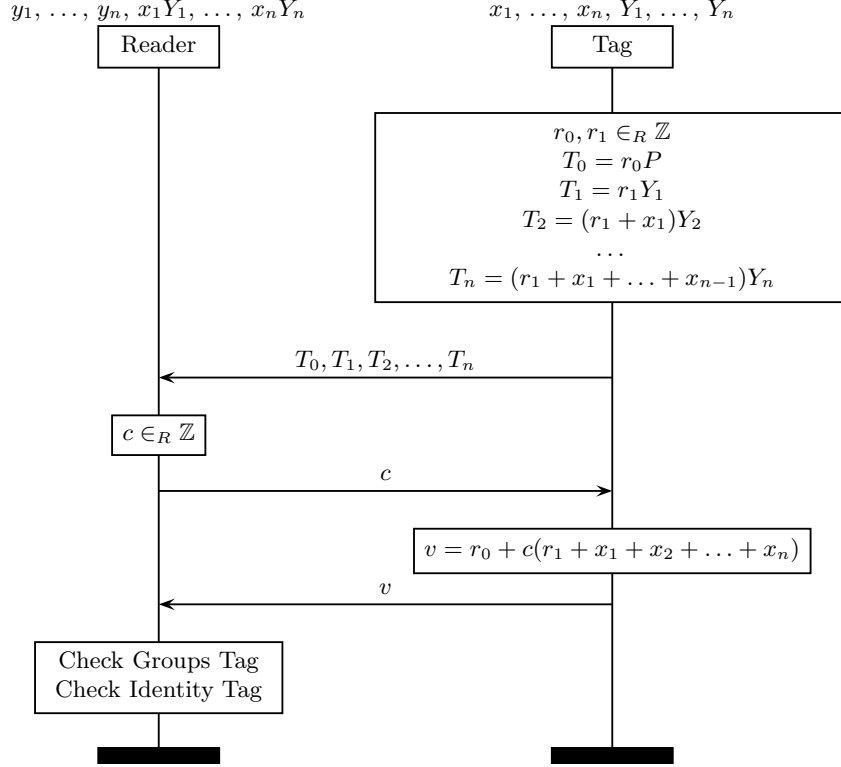 y₁, …, yₙ, x₁Y₁, …, xₙYₙ
x₁, …, xₙ, Y₁, …, Yₙ
Reader
Tag
r₀, r₁ ∈_R ℤ
T₀ = r₀P
T₁ = r₁Y₁
T₂ = (r₁ + x₁)Y₂
…
Tₙ = (r₁ + x₁ + … + xₙ₋₁)Yₙ
T₀, T₁, T₂, …, Tₙ
c ∈_R ℤ
c
v = r₀ + c(r₁ + x₁ + x₂ + … + xₙ)
v
Check Groups Tag
Check Identity Tag